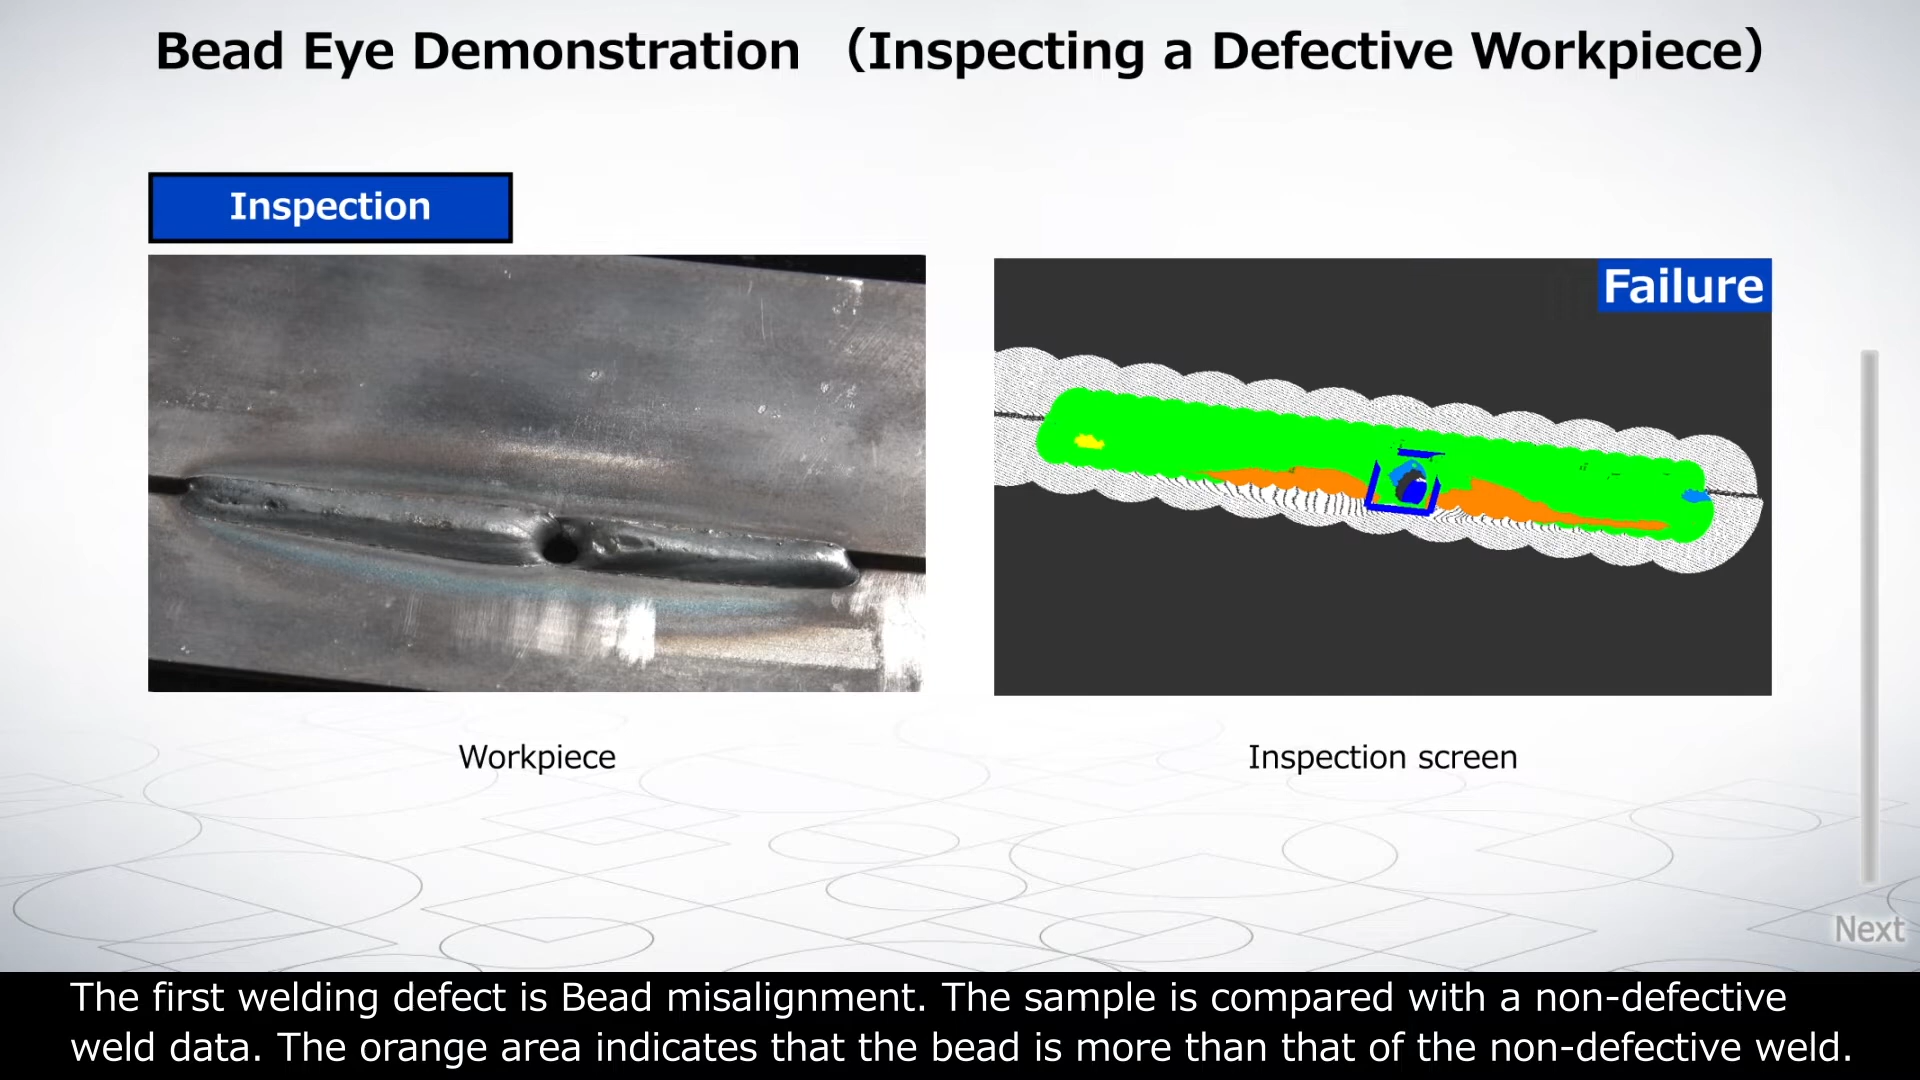 Bead Eye Demonstration （Inspecting a Defective Workpiece）
Inspection
Failure
Workpiece
Inspection screen
Next
The first welding defect is Bead misalignment. The sample is compared with a non-defective
weld data. The orange area indicates that the bead is more than that of the non-defective weld.